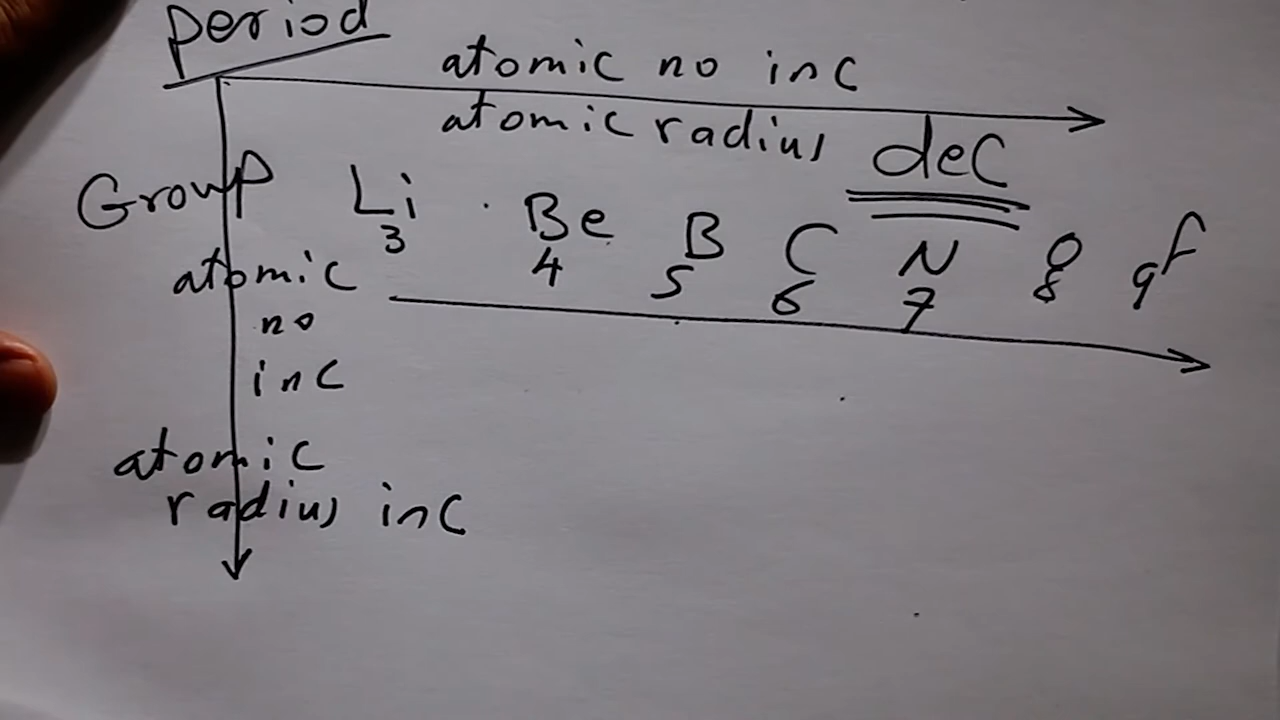 period
atomic no inc
atomic radius dec
Group
Li Be B C N O F
3 4 5 6 7 8 9
atomic
no
inc
atomic
radius inc